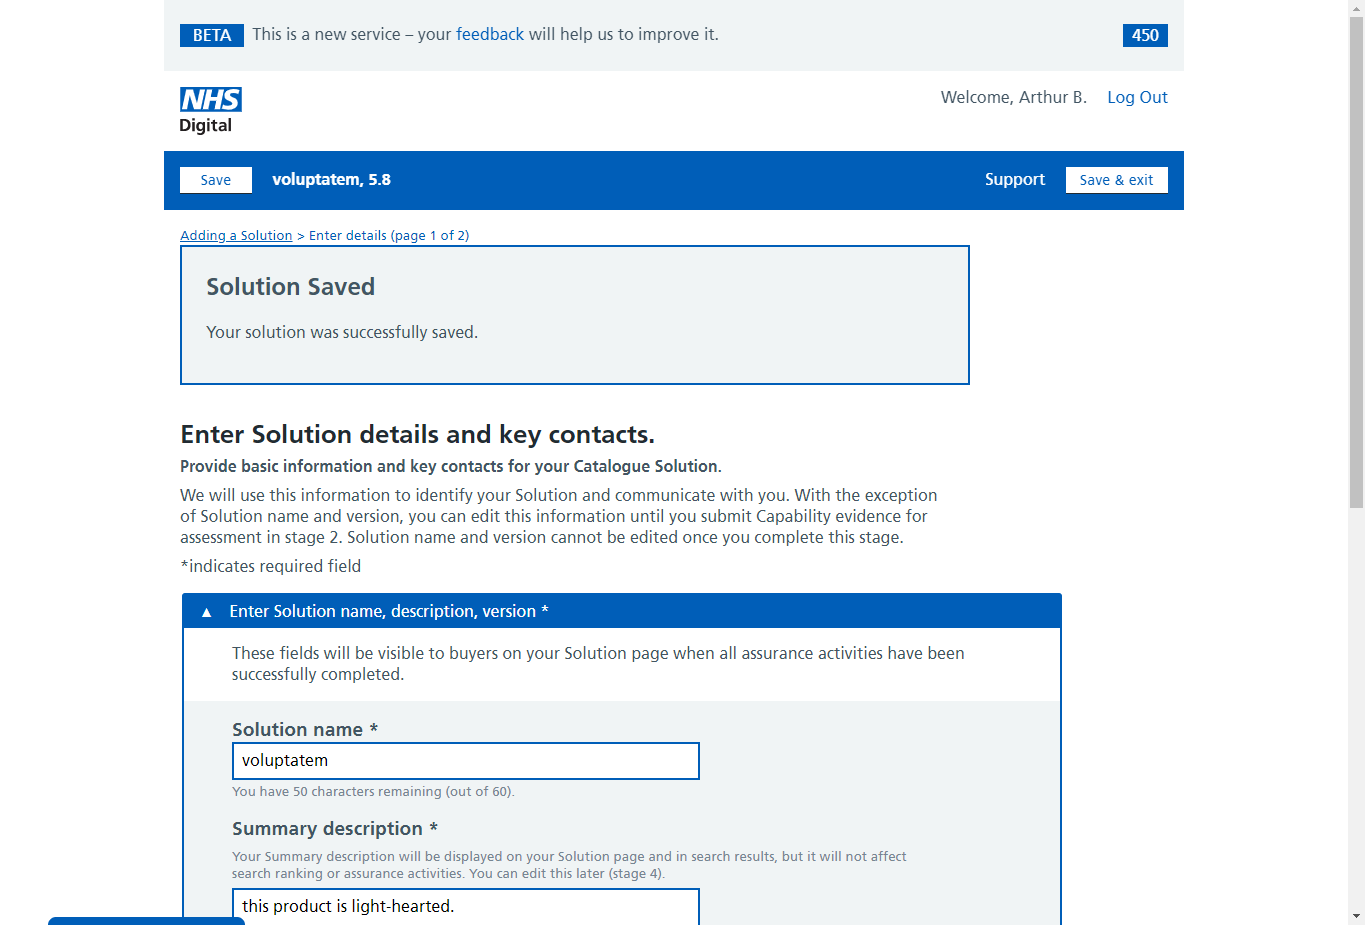 BETA This is a new service – your feedback will help us to improve it. 450
NHS
Digital
Welcome, Arthur B. Log Out
Save voluptatem, 5.8 Support Save & exit
Adding a Solution > Enter details (page 1 of 2)
Solution Saved
Your solution was successfully saved.
Enter Solution details and key contacts.
Provide basic information and key contacts for your Catalogue Solution.
We will use this information to identify your Solution and communicate with you. With the exception
of Solution name and version, you can edit this information until you submit Capability evidence for
assessment in stage 2. Solution name and version cannot be edited once you complete this stage.
*indicates required field
▲ Enter Solution name, description, version *
These fields will be visible to buyers on your Solution page when all assurance activities have been
successfully completed.
Solution name *
voluptatem
You have 50 characters remaining (out of 60).
Summary description *
Your Summary description will be displayed on your Solution page and in search results, but it will not affect
search ranking or assurance activities. You can edit this later (stage 4).
this product is light-hearted.